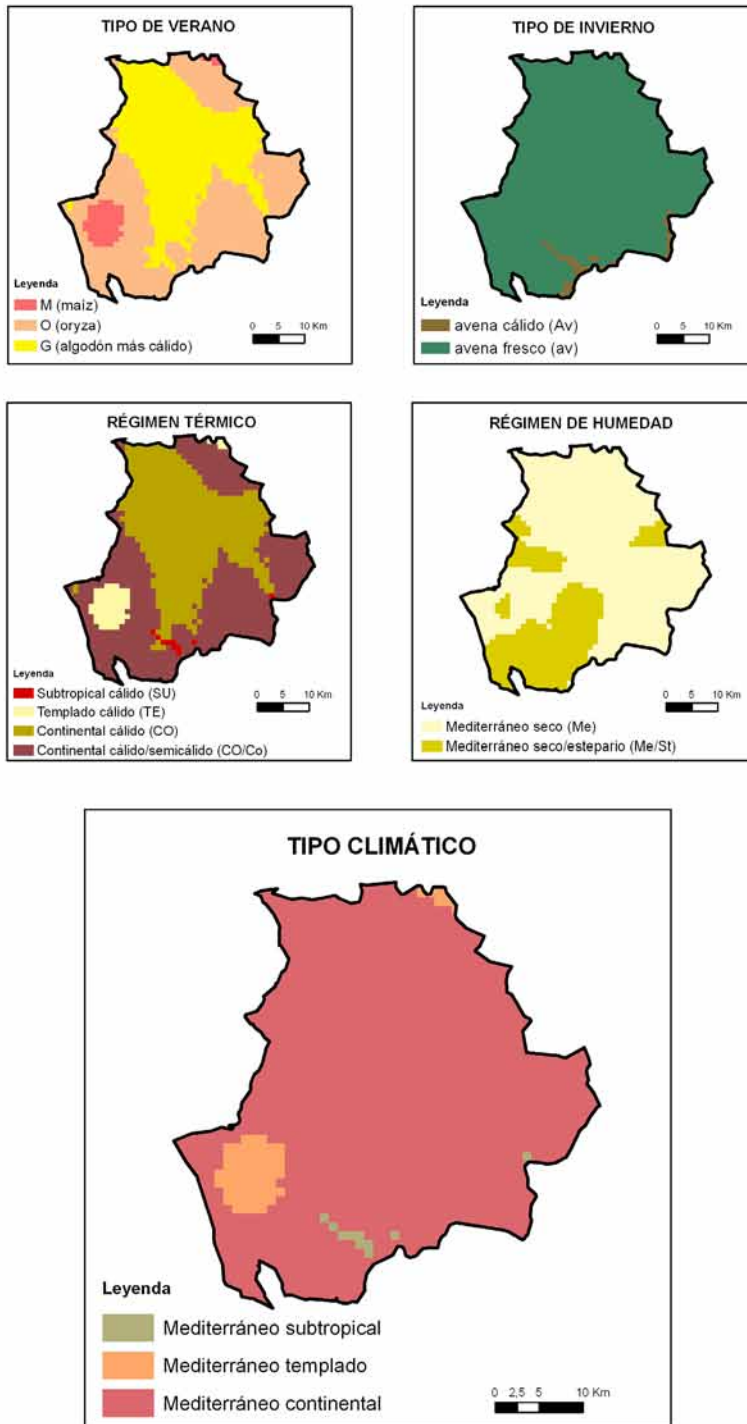 TIPO DE VERANO
Leyenda
M (maíz)
O (oryza)
G (algodón más cálido)
0 5 10 Km
TIPO DE INVIERNO
Leyenda
avena cálido (Av)
avena fresco (av)
0 5 10 Km
RÉGIMEN TÉRMICO
Leyenda
Subtropical cálido (SU)
Templado cálido (TE)
Continental cálido (CO)
Continental cálido/semicálido (CO/Co)
0 5 10 Km
RÉGIMEN DE HUMEDAD
Leyenda
Mediterráneo seco (Me)
Mediterráneo seco/estepario (Me/St)
0 5 10 Km
TIPO CLIMÁTICO
Leyenda
Mediterráneo subtropical
Mediterráneo templado
Mediterráneo continental
0 2,5 5 10 Km